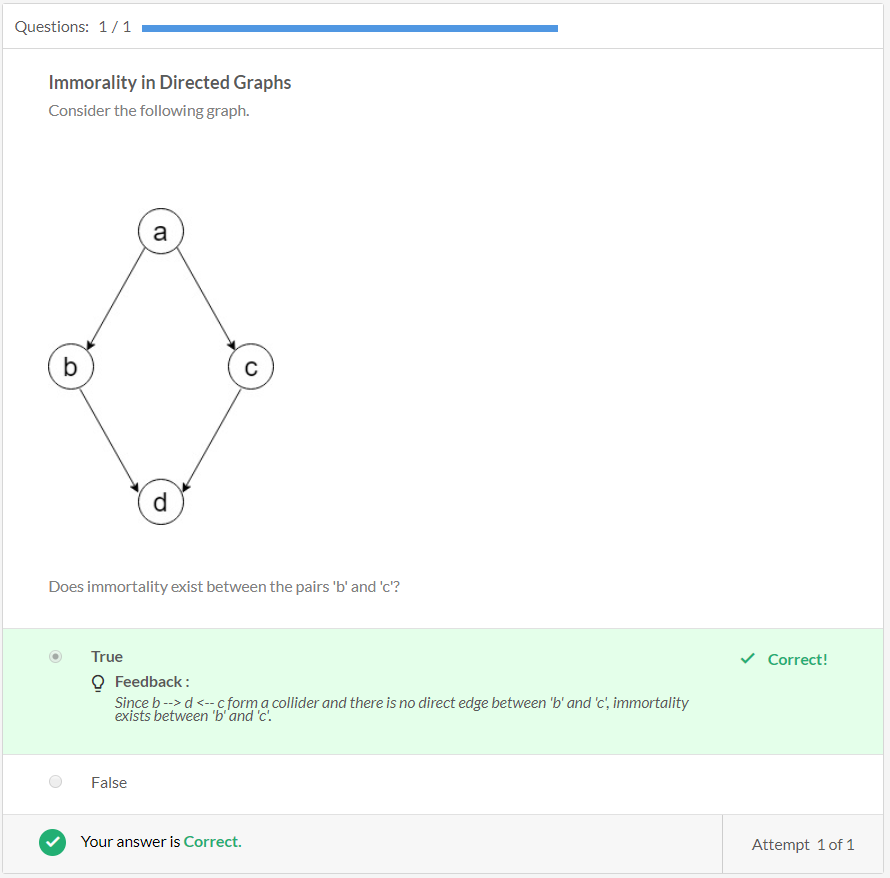 Questions: 1 / 1
Immorality in Directed Graphs
Consider the following graph.
a
b
c
d
Does immortality exist between the pairs 'b' and 'c'?
True
Correct!
Feedback :
Since b --> d <-- c form a collider and there is no direct edge between 'b' and 'c', immortality
exists between 'b' and 'c'.
False
Your answer is Correct.
Attempt 1 of 1